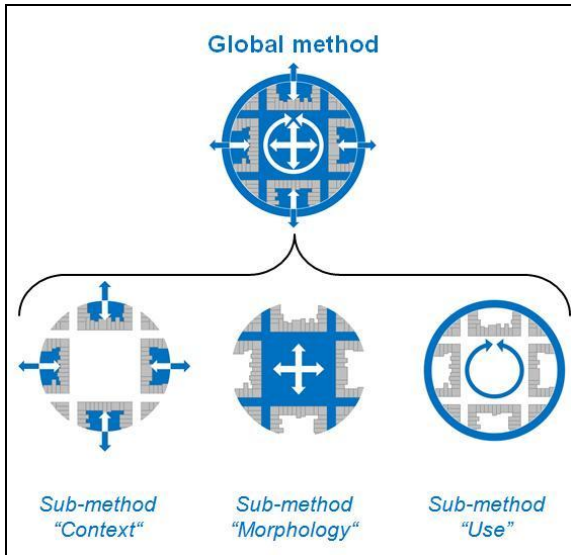 Global method
Sub-method
"Context"
Sub-method
"Morphology"
Sub-method
"Use"